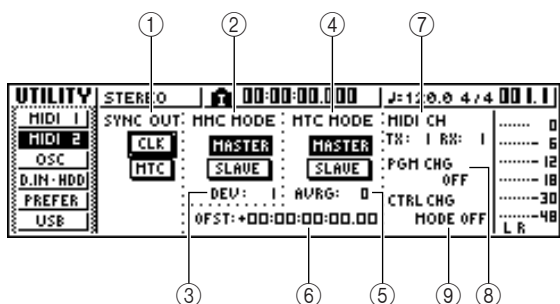 ① ② ④ ⑦
UTILITY STEREO 00:00:00.000 ♩=120.0 4/4 001.1
MIDI 1
MIDI 2
OSC
D.IN·HDD
PREFER
USB
SYNC OUT
CLK
MTC
MMC MODE
MASTER
SLAVE
DEV: 1
MTC MODE
MASTER
SLAVE
AVRG: 0
OFST:+00:00:00:00.00
MIDI CH
TX: 1 RX: 1
PGM CHG
OFF
CTRL CHG
MODE OFF
0
6
12
18
30
48
L R
③ ⑥ ⑤ ⑨ ⑧